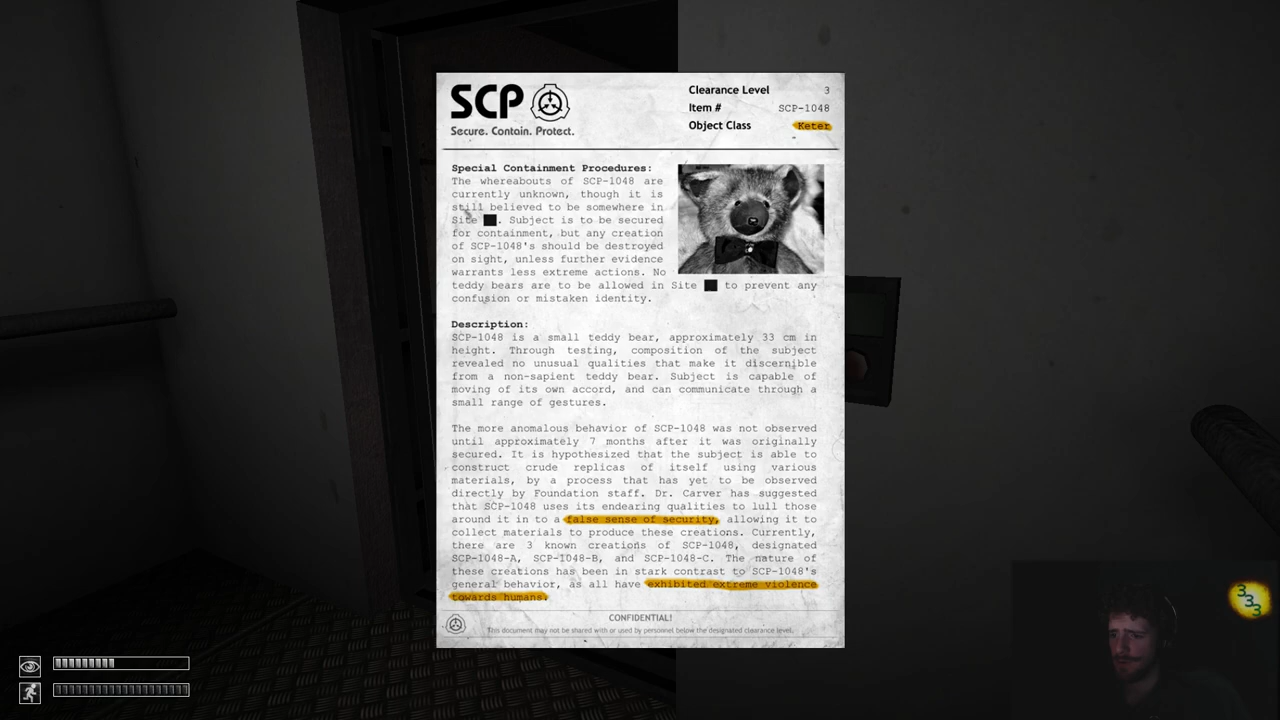 SCP
Secure. Contain. Protect.
Clearance Level 3
Item # SCP-1048
Object Class Keter
Special Containment Procedures:
The whereabouts of SCP-1048 are
currently unknown, though it is
still believed to be somewhere in
Site ██. Subject is to be secured
for containment, but any creation
of SCP-1048's should be destroyed
on sight, unless further evidence
warrants less extreme actions. No
teddy bears are to be allowed in Site ██ to prevent any
confusion or mistaken identity.
Description:
SCP-1048 is a small teddy bear, approximately 33 cm in
height. Through testing, composition of the subject
revealed no unusual qualities that make it discernible
from a non-sapient teddy bear. Subject is capable of
moving of its own accord, and can communicate through a
small range of gestures.
The more anomalous behavior of SCP-1048 was not observed
until approximately 7 months after it was originally
secured. It is hypothesized that the subject is able to
construct crude replicas of itself using various
materials, by a process that has yet to be observed
directly by Foundation staff. Dr. Carver has suggested
that SCP-1048 uses its endearing qualities to lull those
around it in to a false sense of security, allowing it to
collect materials to produce these creations. Currently,
there are 3 known creations of SCP-1048, designated
SCP-1048-A, SCP-1048-B, and SCP-1048-C. The nature of
these creations has been in stark contrast to SCP-1048's
general behavior, as all have exhibited extreme violence
towards humans.
CONFIDENTIAL!
This document may not be shared with or used by personnel below the designated clearance level.
3
3
3